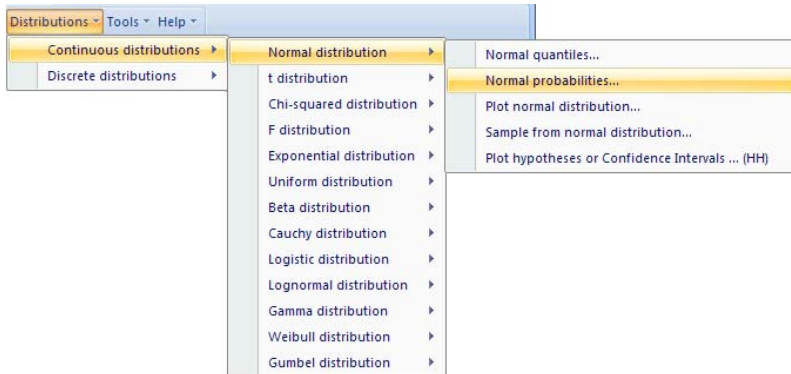 Distributions Tools Help
Continuous distributions
Discrete distributions
Normal distribution
t distribution
Chi-squared distribution
F distribution
Exponential distribution
Uniform distribution
Beta distribution
Cauchy distribution
Logistic distribution
Lognormal distribution
Gamma distribution
Weibull distribution
Gumbel distribution
Normal quantiles...
Normal probabilities...
Plot normal distribution...
Sample from normal distribution...
Plot hypotheses or Confidence Intervals ... (HH)